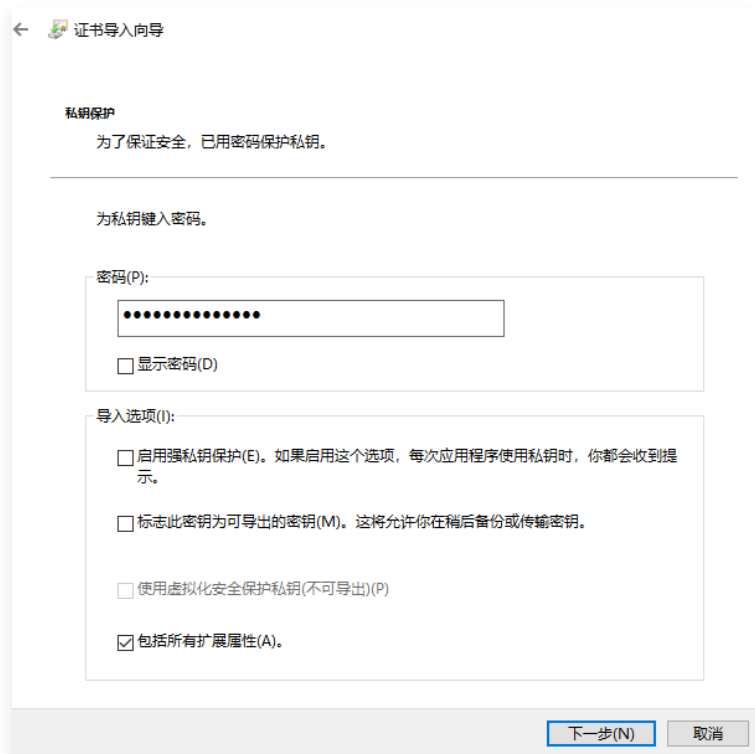 证书导入向导
私钥保护
为了保证安全，已用密码保护私钥。
为私钥键入密码。
密码(P):
••••••••••••••
显示密码(D)
导入选项(I):
启用强私钥保护(E)。如果启用这个选项，每次应用程序使用私钥时，你都会收到提
示。
标志此密钥为可导出的密钥(M)。这将允许你在稍后备份或传输密钥。
使用虚拟化安全保护私钥(不可导出)(P)
包括所有扩展属性(A)。
下一步(N)
取消